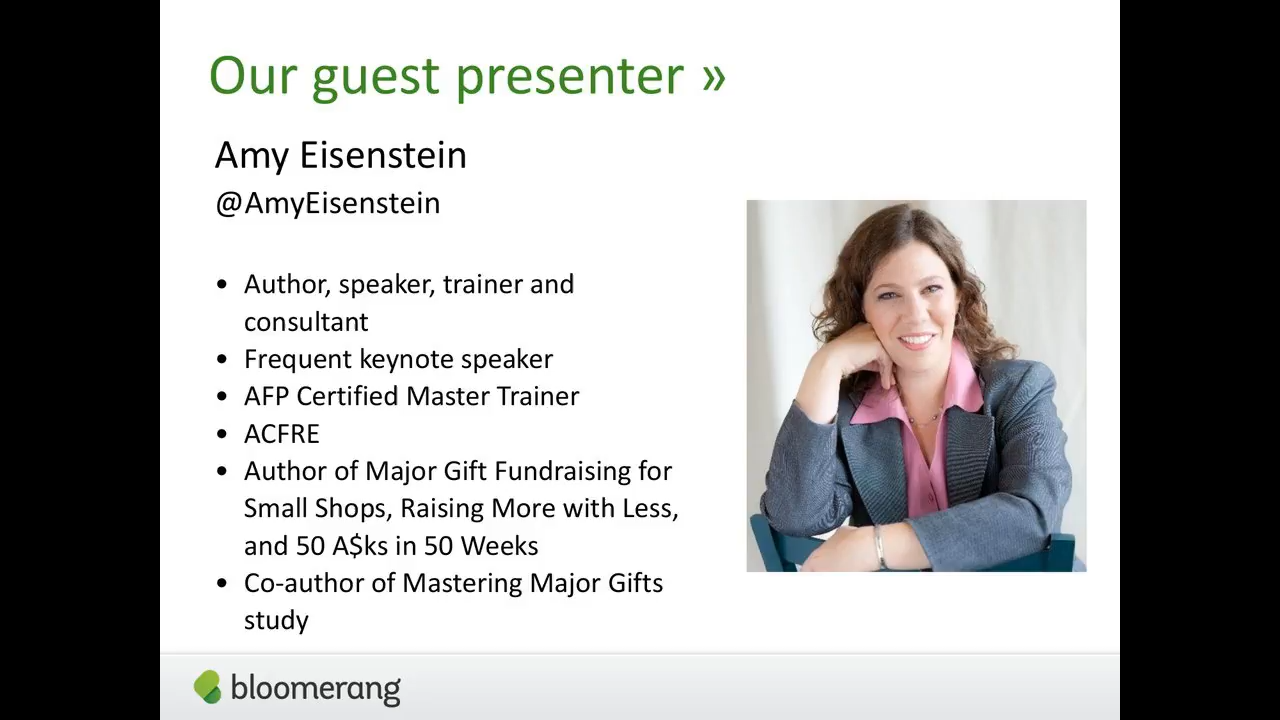 Our guest presenter »
Amy Eisenstein
@AmyEisenstein
• Author, speaker, trainer and
consultant
• Frequent keynote speaker
• AFP Certified Master Trainer
• ACFRE
• Author of Major Gift Fundraising for
Small Shops, Raising More with Less,
and 50 A$ks in 50 Weeks
• Co-author of Mastering Major Gifts
study
bloomerang